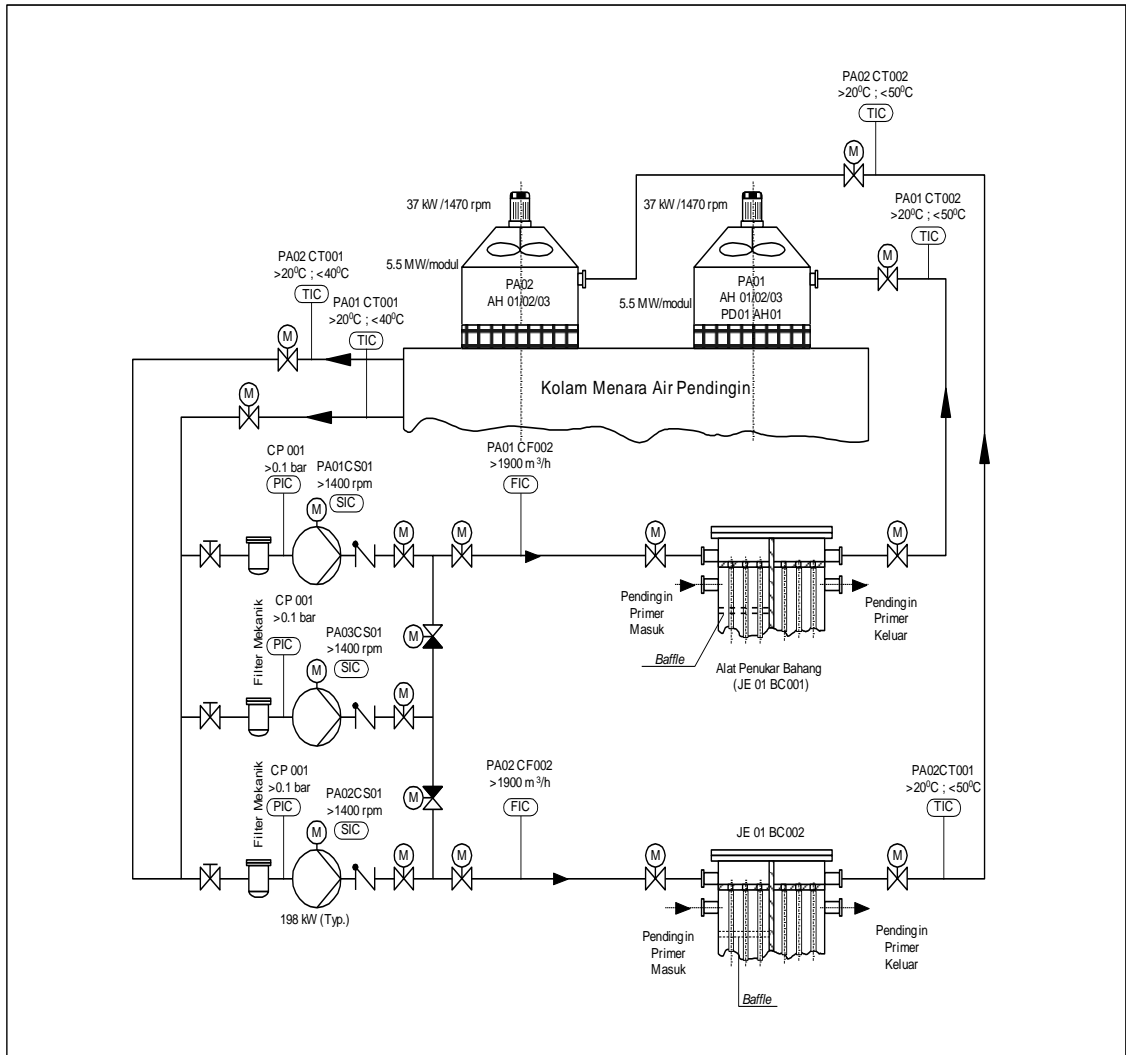 PA02 CT002
>20⁰C ; <50⁰C
TIC
M
PA01 CT002
>20⁰C ; <50⁰C
TIC
M
37 kW /1470 rpm
37 kW /1470 rpm
5.5 MW/modul
PA02
AH 01/02/03
5.5 MW/modul
PA01
AH 01/02/03
PD01 AH01
PA02 CT001
>20⁰C ; <40⁰C
TIC
PA01 CT001
>20⁰C ; <40⁰C
TIC
M
M
Kolam Menara Air Pendingin
CP 001
>0.1 bar
PIC
PA01CS01
>1400 rpm
SIC
M
M
M
PA01 CF002
>1900 m³/h
FIC
M
M
Pendingin
Primer
Masuk
Pendingin
Primer
Keluar
Baffle
Alat Penukar Bahang
(JE 01 BC001)
Filter Mekanik
CP 001
>0.1 bar
PIC
PA03CS01
>1400 rpm
SIC
M
M
M
M
Filter Mekanik
CP 001
>0.1 bar
PIC
PA02CS01
>1400 rpm
SIC
M
M
M
198 kW (Typ.)
PA02 CF002
>1900 m³/h
FIC
M
JE 01 BC002
M
PA02CT001
>20⁰C ; <50⁰C
TIC
Pendingin
Primer
Masuk
Pendingin
Primer
Keluar
Baffle